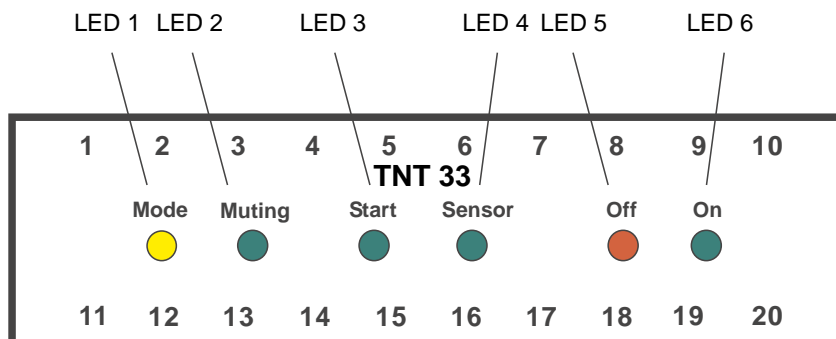 LED 1 LED 2 LED 3 LED 4 LED 5 LED 6
1 2 3 4 5 6 7 8 9 10
TNT 33
Mode Muting Start Sensor Off On
11 12 13 14 15 16 17 18 19 20